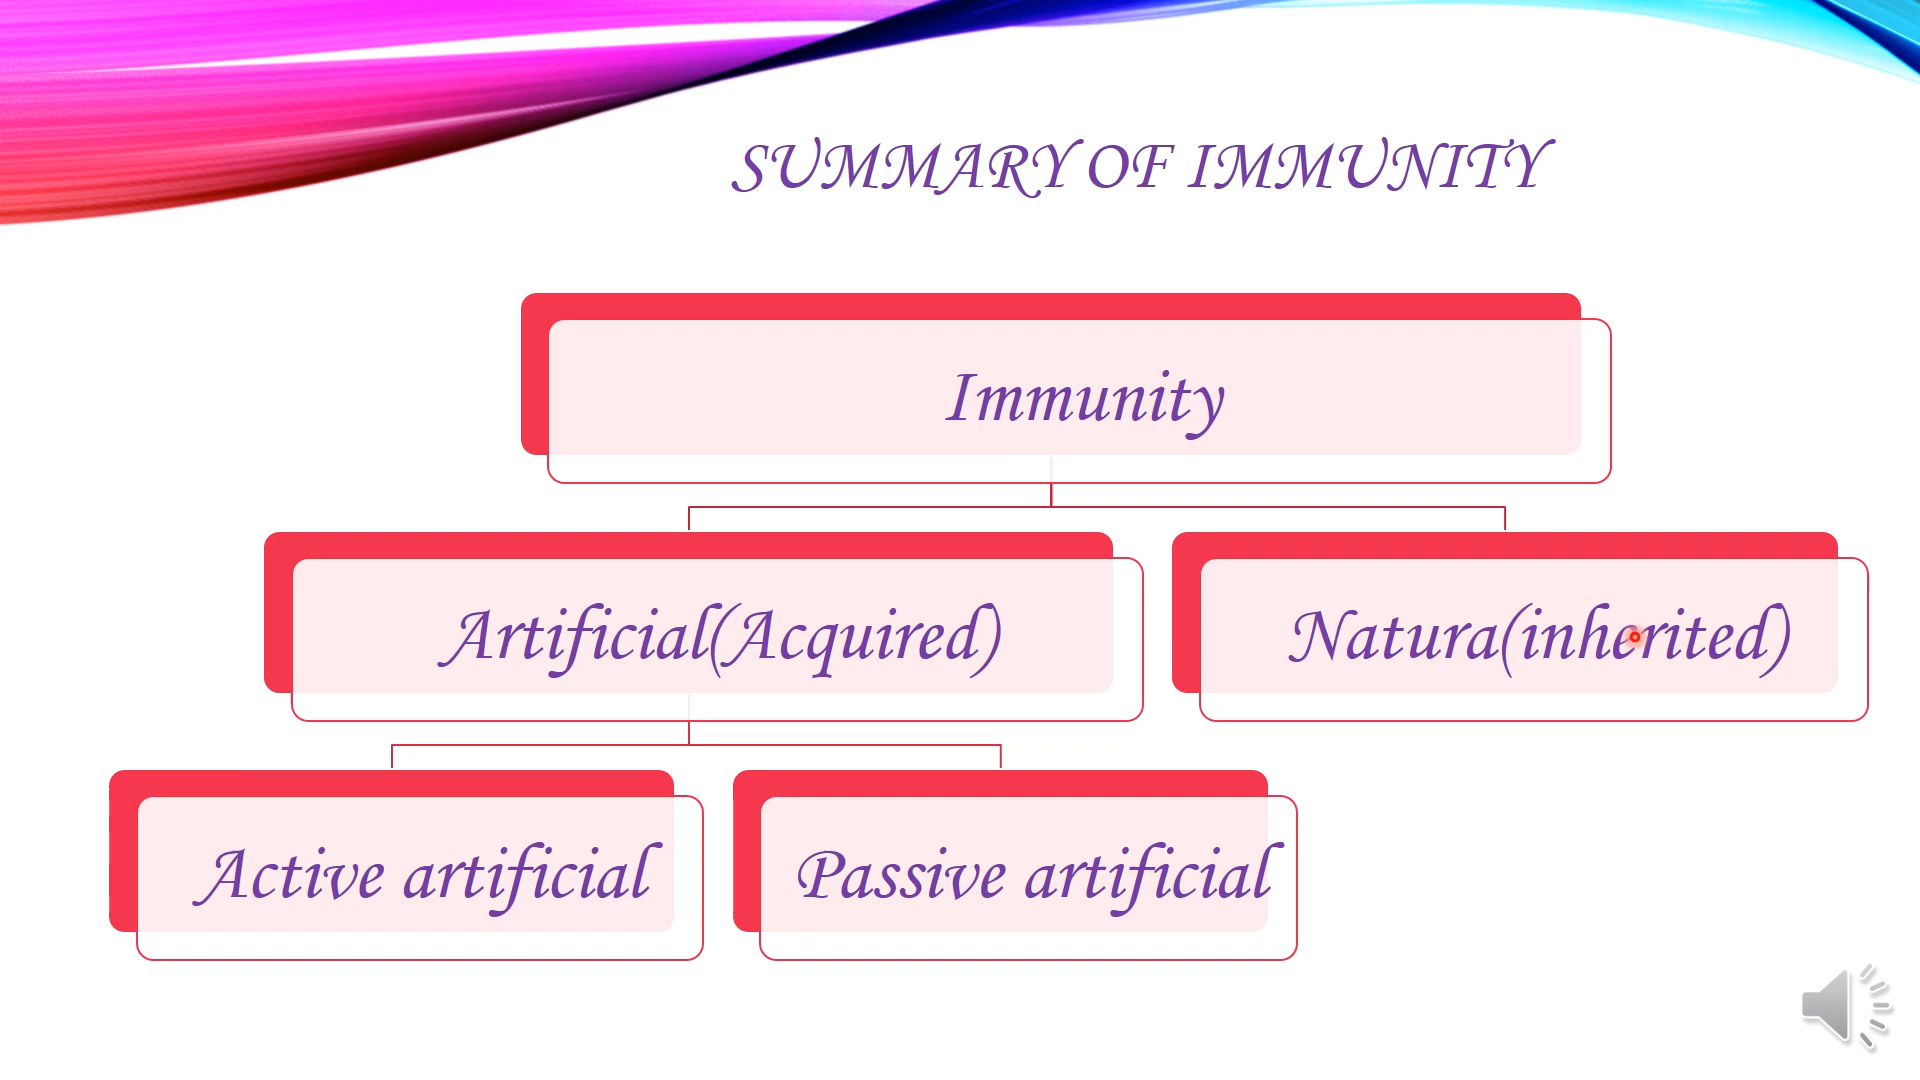 SUMMARY OF IMMUNITY
Immunity
Artificial(Acquired)
Natura(inherited)
Active artificial
Passive artificial